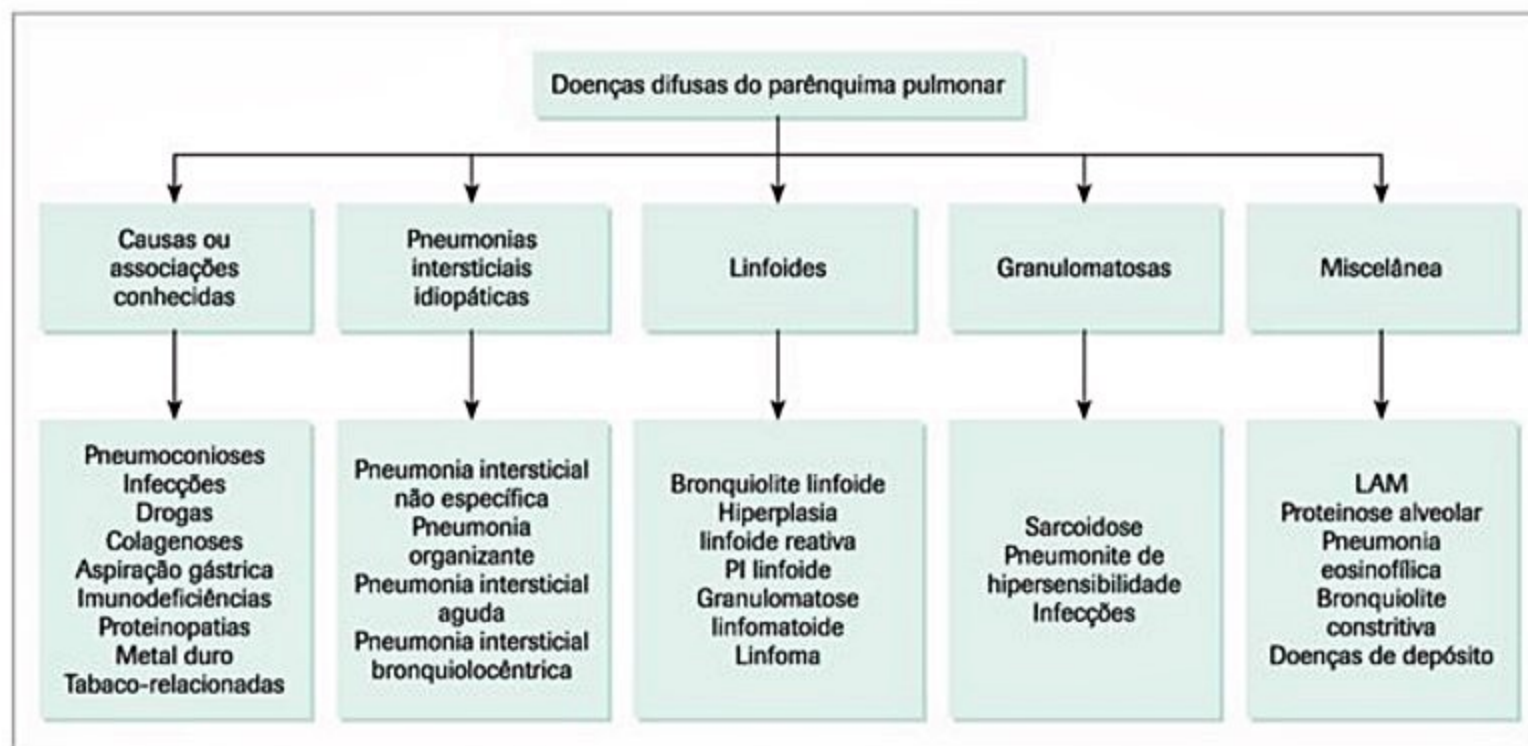 Doenças difusas do parênquima pulmonar
Causas ou
associações
conhecidas
Pneumonias
intersticiais
idiopáticas
Linfoides
Granulomatosas
Miscelânea
Pneumoconioses
Infecções
Drogas
Colagenoses
Aspiração gástrica
Imunodeficiências
Proteinopatias
Metal duro
Tabaco-relacionadas
Pneumonia intersticial
não específica
Pneumonia
organizante
Pneumonia intersticial
aguda
Pneumonia intersticial
bronquiolocêntrica
Bronquiolite linfoide
Hiperplasia
linfoide reativa
PI linfoide
Granulomatose
linfomatoide
Linfoma
Sarcoidose
Pneumonite de
hipersensibilidade
Infecções
LAM
Proteinose alveolar
Pneumonia
eosinofílica
Bronquiolite
constritiva
Doenças de depósito